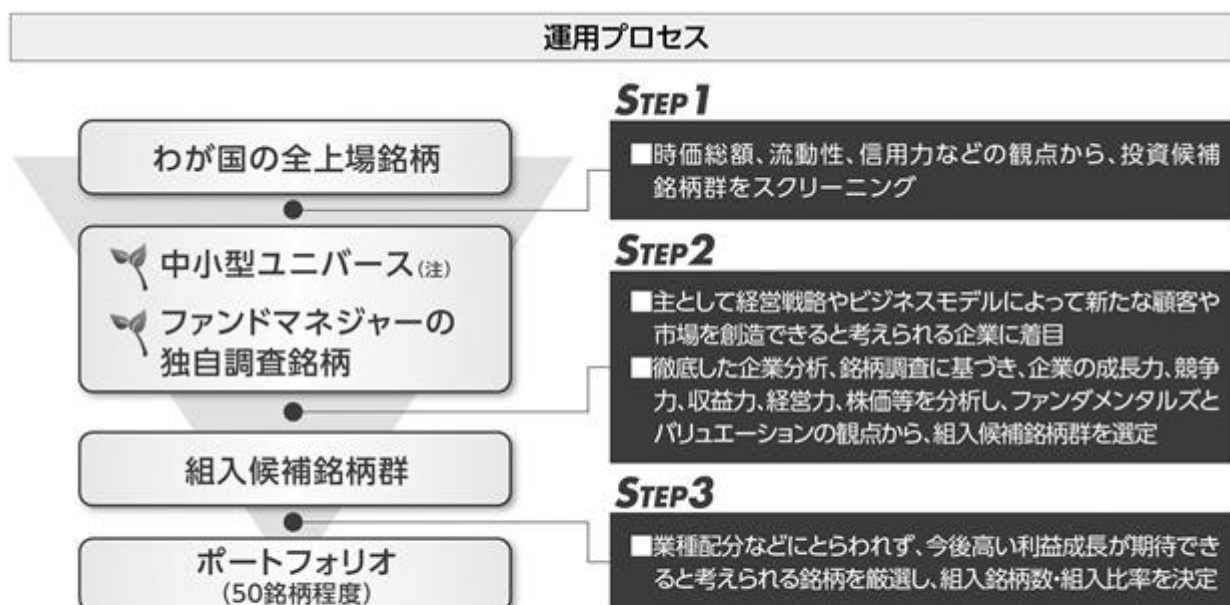 運用プロセス
わが国の全上場銘柄
中小型ユニバース(注)
ファンドマネジャーの
独自調査銘柄
組入候補銘柄群
ポートフォリオ
(50銘柄程度)
STEP 1
■時価総額、流動性、信用力などの観点から、投資候補
銘柄群をスクリーニング
STEP2
■主として経営戦略やビジネスモデルによって新たな顧客や
市場を創造できると考えられる企業に着目
■徹底した企業分析、銘柄調査に基づき、企業の成長力、競争
力、収益力、経営力、株価等を分析し、ファンダメンタルズと
バリュエーションの観点から、組入候補銘柄群を選定
STEP3
■業種配分などにとらわれず、今後高い利益成長が期待でき
ると考えられる銘柄を厳選し、組入銘柄数・組入比率を決定